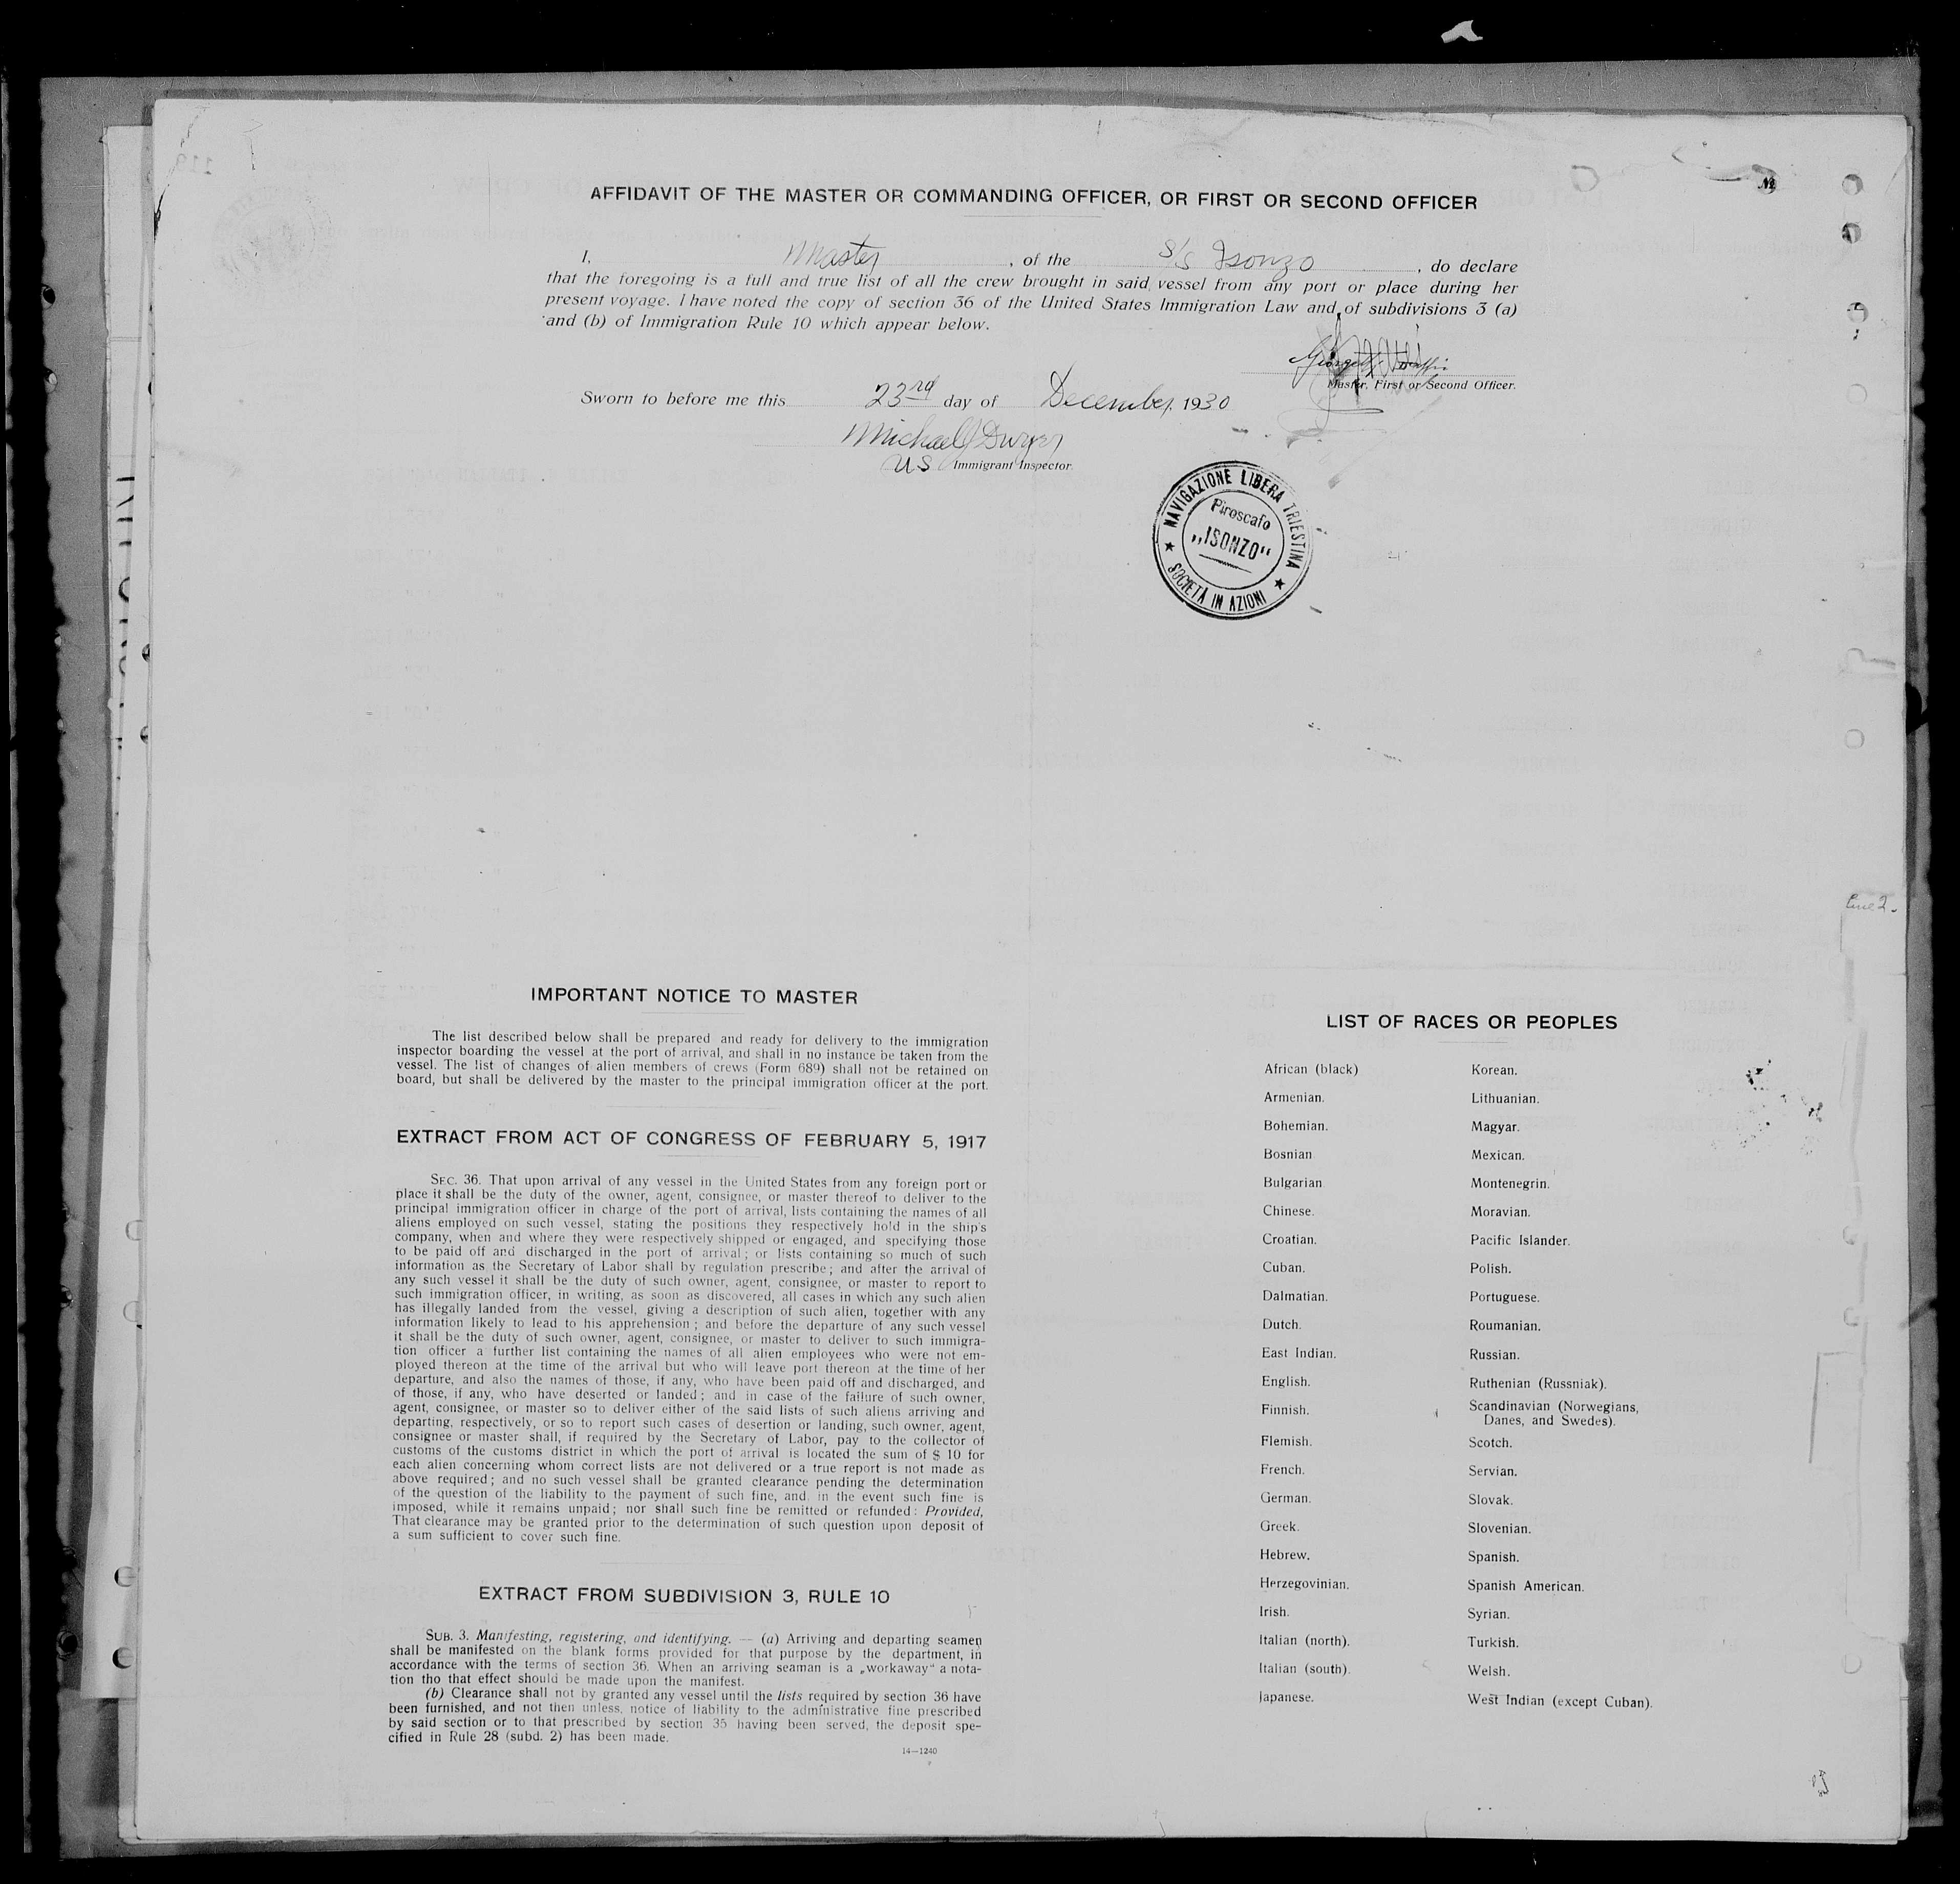 AFFIDAVIT OF THE MASTER OR COMMANDING OFFICER, OR FIRST OR SECOND OFFICER
I, Master, of the S/S Isonzo, do declare
that the foregoing is a full and true list of all the crew brought in said vessel from any port or place during her
present voyage. I have noted the copy of section 36 of the United States Immigration Law and of subdivisions 3 (a)
and (b) of Immigration Rule 10 which appear below.
Master, First or Second Officer.
Sworn to before me this 23rd day of December, 1930
Michael J Dwyer
US Immigrant Inspector.
NAVIGAZIONE LIBERA TRIESTINA
Piroscafo
„ISONZO“
SOCIETÀ IN AZIONI
Line 2.
IMPORTANT NOTICE TO MASTER
The list described below shall be prepared and ready for delivery to the immigration
inspector boarding the vessel at the port of arrival, and shall in no instance be taken from the
vessel. The list of changes of alien members of crews (Form 689) shall not be retained on
board, but shall be delivered by the master to the principal immigration officer at the port.
EXTRACT FROM ACT OF CONGRESS OF FEBRUARY 5, 1917
SEC. 36. That upon arrival of any vessel in the United States from any foreign port or
place it shall be the duty of the owner, agent, consignee, or master thereof to deliver to the
principal immigration officer in charge of the port of arrival, lists containing the names of all
aliens employed on such vessel, stating the positions they respectively hold in the ship's
company, when and where they were respectively shipped or engaged, and specifying those
to be paid off and discharged in the port of arrival; or lists containing so much of such
information as the Secretary of Labor shall by regulation prescribe; and after the arrival of
any such vessel it shall be the duty of such owner, agent, consignee, or master to report to
such immigration officer, in writing, as soon as discovered, all cases in which any such alien
has illegally landed from the vessel, giving a description of such alien, together with any
information likely to lead to his apprehension; and before the departure of any such vessel
it shall be the duty of such owner, agent, consignee, or master to deliver to such immigra-
tion officer a further list containing the names of all alien employees who were not em-
ployed thereon at the time of the arrival but who will leave port thereon at the time of her
departure, and also the names of those, if any, who have been paid off and discharged, and
of those, if any, who have deserted or landed; and in case of the failure of such owner,
agent, consignee, or master so to deliver either of the said lists of such aliens arriving and
departing, respectively, or so to report such cases of desertion or landing, such owner, agent,
consignee or master shall, if required by the Secretary of Labor, pay to the collector of
customs of the customs district in which the port of arrival is located the sum of $ 10 for
each alien concerning whom correct lists are not delivered or a true report is not made as
above required; and no such vessel shall be granted clearance pending the determination
of the question of the liability to the payment of such fine, and in the event such fine is
imposed, while it remains unpaid; nor shall such fine be remitted or refunded: Provided,
That clearance may be granted prior to the determination of such question upon deposit of
a sum sufficient to cover such fine.
EXTRACT FROM SUBDIVISION 3, RULE 10
SUB. 3. Manifesting, registering, and identifying. — (a) Arriving and departing seamen
shall be manifested on the blank forms provided for that purpose by the department, in
accordance with the terms of section 36. When an arriving seaman is a „workaway“ a nota-
tion tho that effect should be made upon the manifest.
(b) Clearance shall not by granted any vessel until the lists required by section 36 have
been furnished, and not then unless, notice of liability to the administrative fine prescribed
by said section or to that prescribed by section 35 having been served, the deposit spe-
cified in Rule 28 (subd. 2) has been made.
14—1240
LIST OF RACES OR PEOPLES
African (black)
Armenian.
Bohemian.
Bosnian
Bulgarian
Chinese.
Croatian.
Cuban.
Dalmatian.
Dutch.
East Indian.
English.
Finnish.
Flemish.
French.
German.
Greek.
Hebrew.
Herzegovinian.
Irish.
Italian (north).
Italian (south).
Japanese.
Korean.
Lithuanian.
Magyar.
Mexican.
Montenegrin.
Moravian.
Pacific Islander.
Polish.
Portuguese.
Roumanian.
Russian.
Ruthenian (Russniak).
Scandinavian (Norwegians,
Danes, and Swedes).
Scotch.
Servian.
Slovak.
Slovenian.
Spanish.
Spanish American.
Syrian.
Turkish.
Welsh.
West Indian (except Cuban).